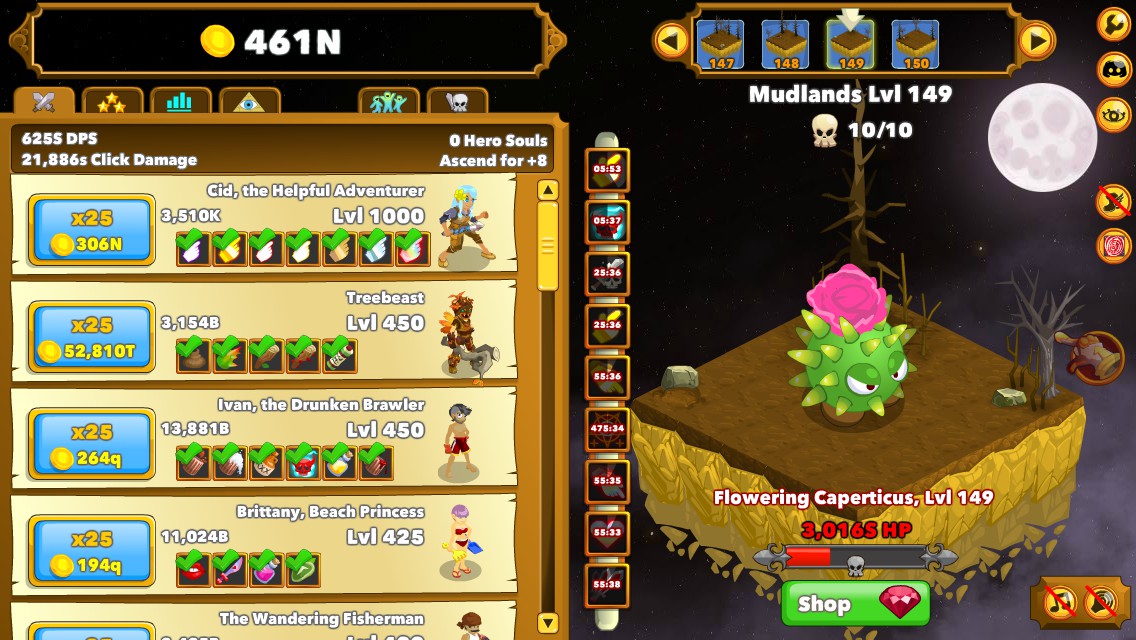 461N
625S DPS
21,886s Click Damage
0 Hero Souls
Ascend for +8
Cid, the Helpful Adventurer
x25
306N
3,510K
Lvl 1000
Treebeast
x25
52,810T
3,154B
Lvl 450
Ivan, the Drunken Brawler
x25
264q
13,881B
Lvl 450
Brittany, Beach Princess
x25
194q
11,024B
Lvl 425
The Wandering Fisherman
05:53
05:37
25:36
25:36
55:36
475:34
55:35
55:33
55:38
147
148
149
150
Mudlands Lvl 149
10/10
Flowering Caperticus, Lvl 149
3,016S HP
Shop